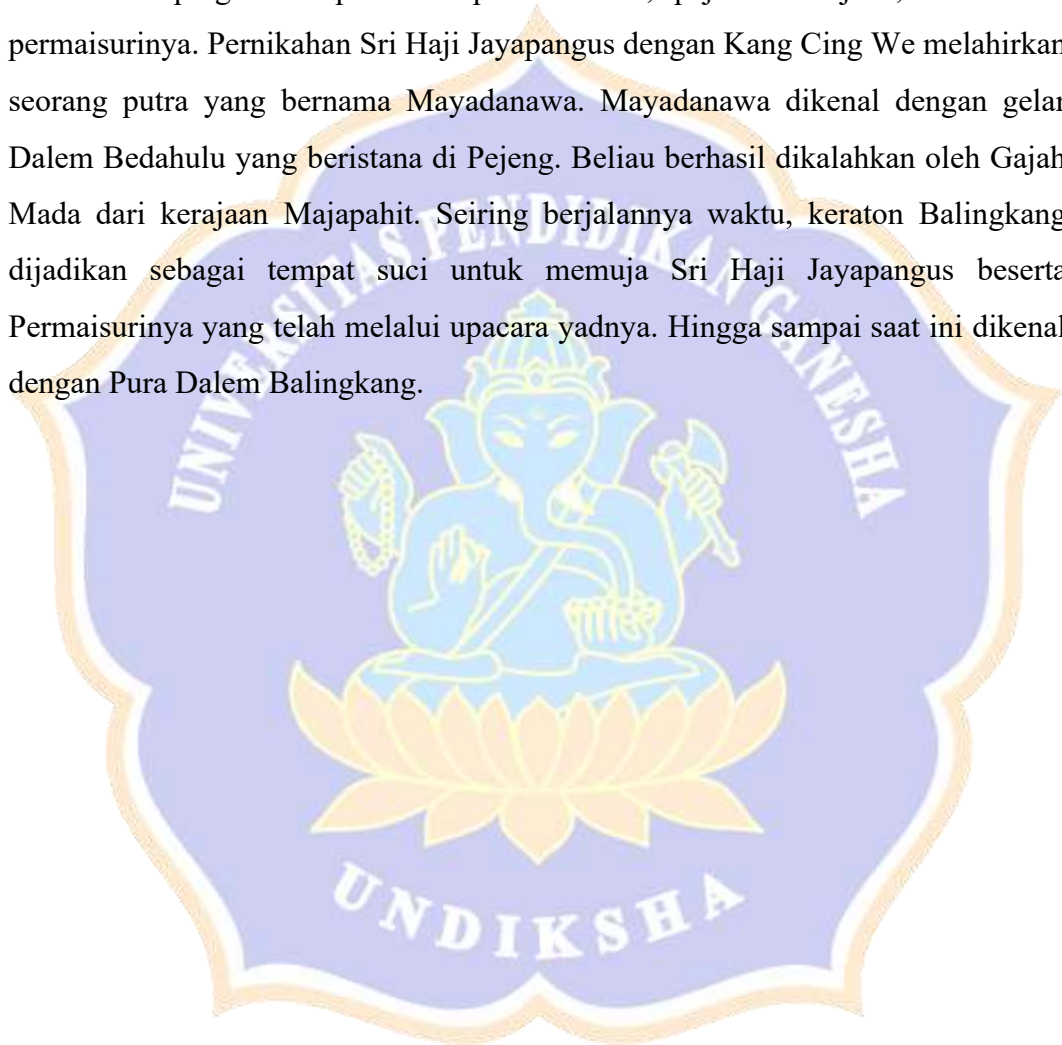 permaisurinya. Pernikahan Sri Haji Jayapangus dengan Kang Cing We melahirkan
seorang putra yang bernama Mayadanawa. Mayadanawa dikenal dengan gelar
Dalem Bedahulu yang beristana di Pejeng. Beliau berhasil dikalahkan oleh Gajah
Mada dari kerajaan Majapahit. Seiring berjalannya waktu, keraton Balingkang
dijadikan sebagai tempat suci untuk memuja Sri Haji Jayapangus beserta
Permaisurinya yang telah melalui upacara yadnya. Hingga sampai saat ini dikenal
dengan Pura Dalem Balingkang.
UNIVERSITAS PENDIDIKAN GANESHA
UNDIKSHA